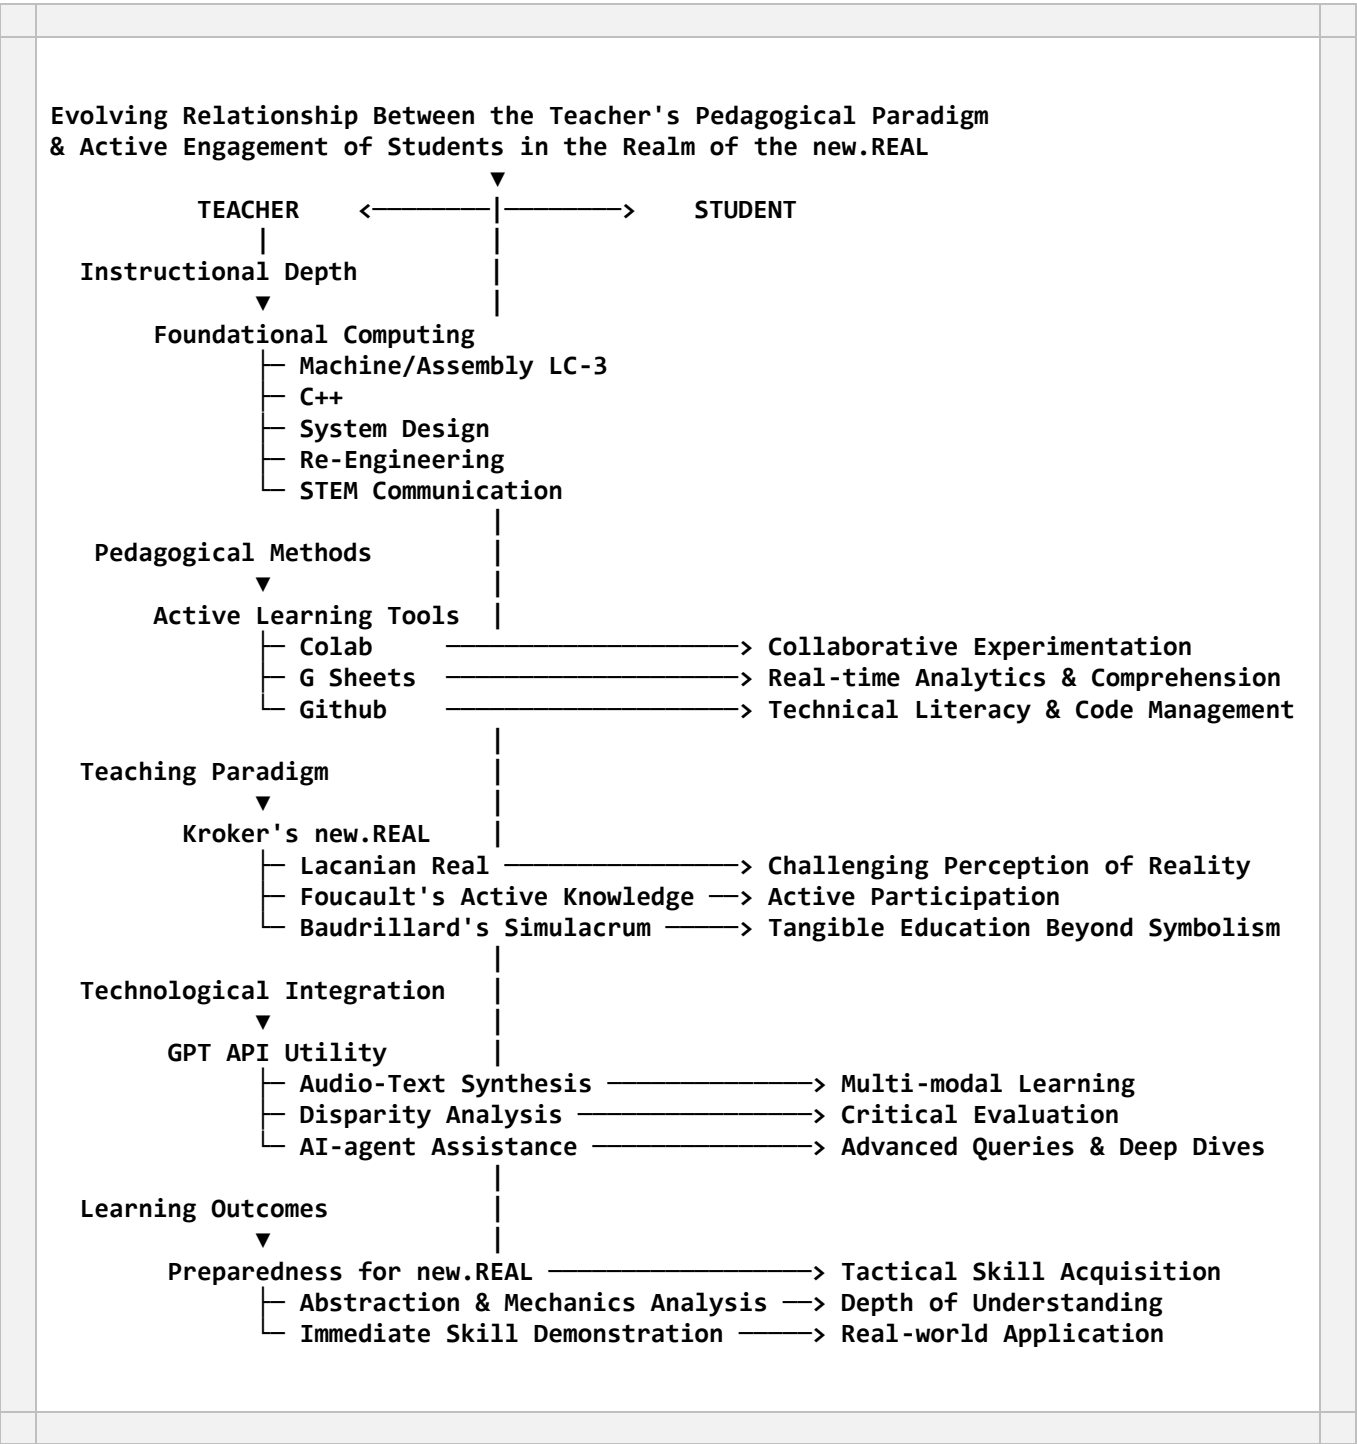 Evolving Relationship Between the Teacher's Pedagogical Paradigm
& Active Engagement of Students in the Realm of the new.REAL
▼
TEACHER <────────|────────> STUDENT
| |
Instructional Depth |
▼ |
Foundational Computing
├─ Machine/Assembly LC-3
├─ C++
├─ System Design
├─ Re-Engineering
└─ STEM Communication
|
Pedagogical Methods |
▼ |
Active Learning Tools |
├─ Colab ────────────────────> Collaborative Experimentation
├─ G Sheets ────────────────────> Real-time Analytics & Comprehension
└─ Github ────────────────────> Technical Literacy & Code Management
|
Teaching Paradigm |
▼ |
Kroker's new.REAL |
├─ Lacanian Real ────────────────> Challenging Perception of Reality
├─ Foucault's Active Knowledge ──> Active Participation
└─ Baudrillard's Simulacrum ─────> Tangible Education Beyond Symbolism
|
Technological Integration |
▼ |
GPT API Utility |
├─ Audio-Text Synthesis ──────────────> Multi-modal Learning
├─ Disparity Analysis ────────────────> Critical Evaluation
└─ AI-agent Assistance ───────────────> Advanced Queries & Deep Dives
|
Learning Outcomes |
▼ |
Preparedness for new.REAL ──────────────────> Tactical Skill Acquisition
├─ Abstraction & Mechanics Analysis ──> Depth of Understanding
└─ Immediate Skill Demonstration ─────> Real-world Application